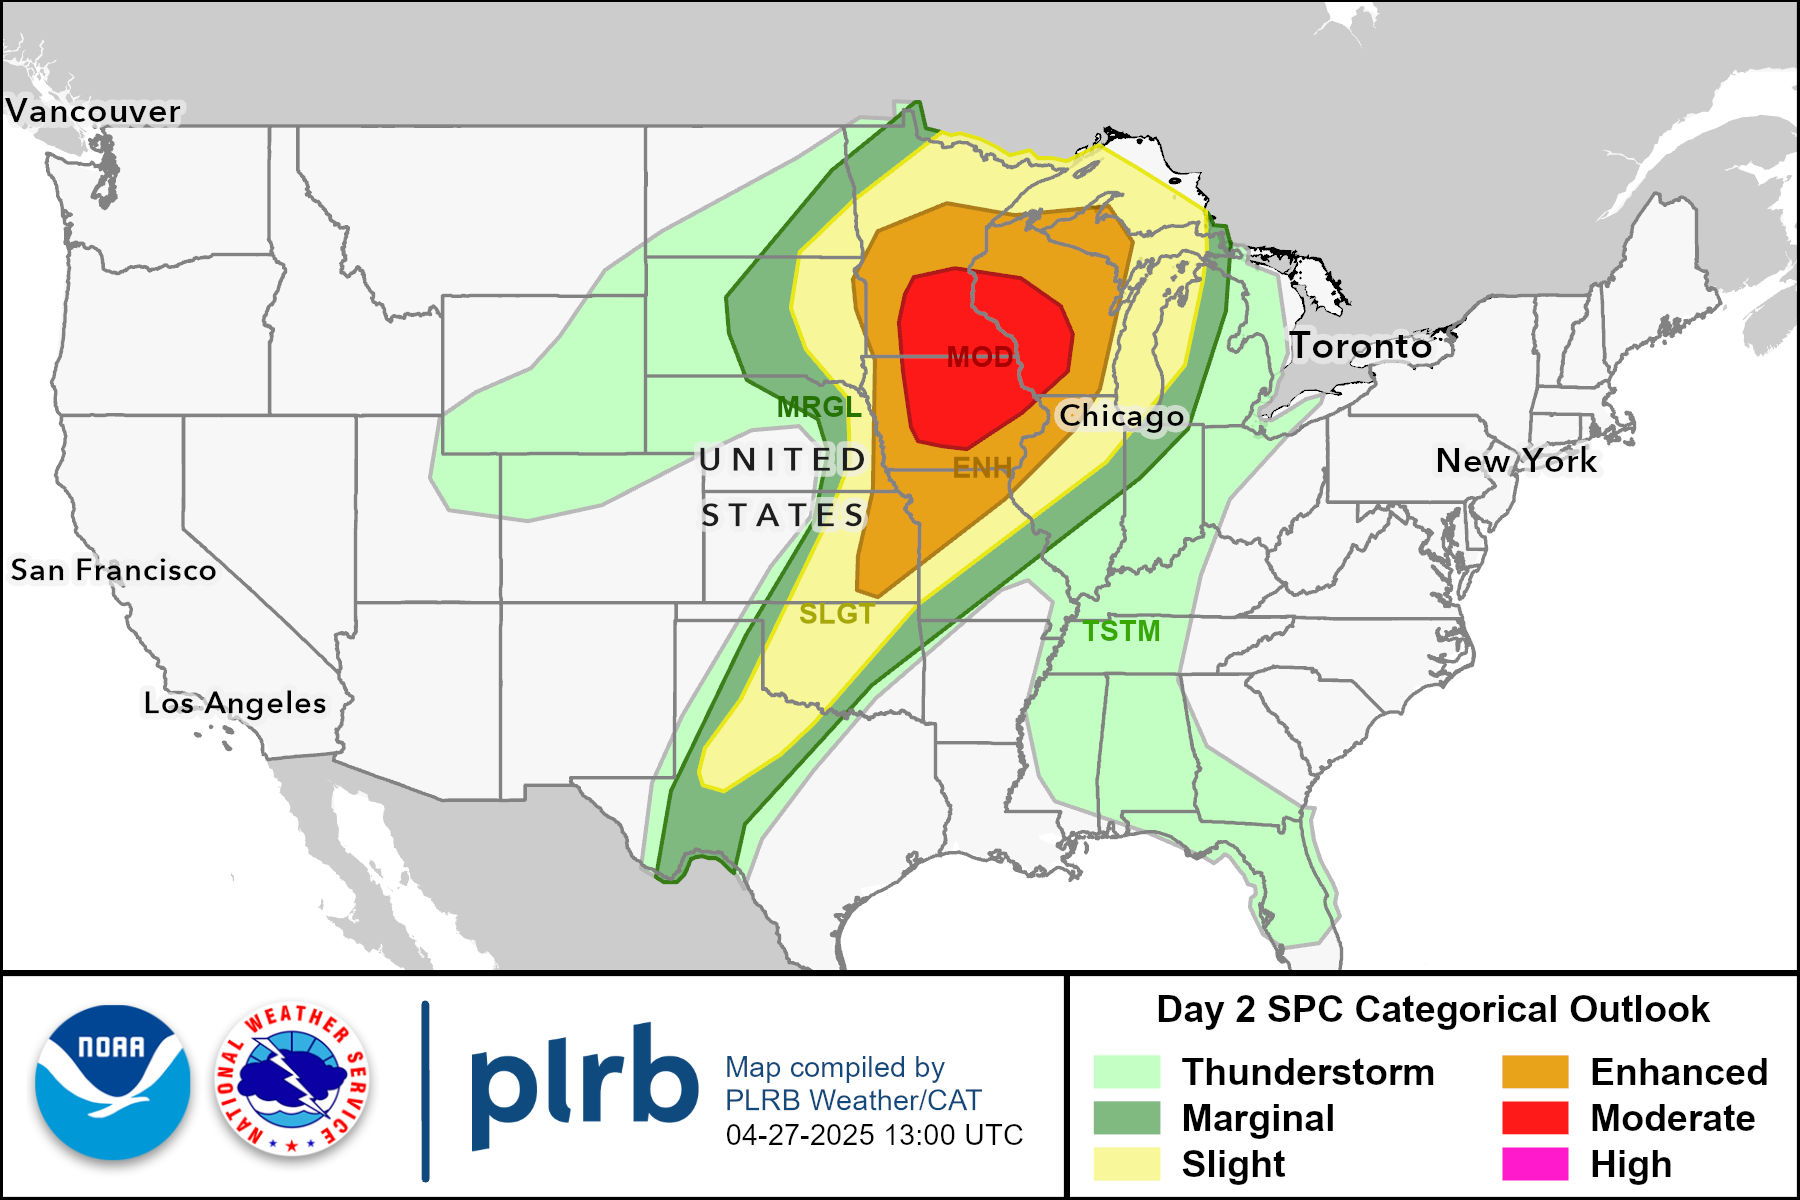 Vancouver
Toronto
MOD
MRGL
Chicago
UNITED
ENH
New York
STATES
San Francisco
SLGT
TSTM
Los Angeles
NOAA
NATIONAL WEATHER SERVICE
plrb
Map compiled by
PLRB Weather/CAT
04-27-2025 13:00 UTC
Day 2 SPC Categorical Outlook
Thunderstorm
Marginal
Slight
Enhanced
Moderate
High